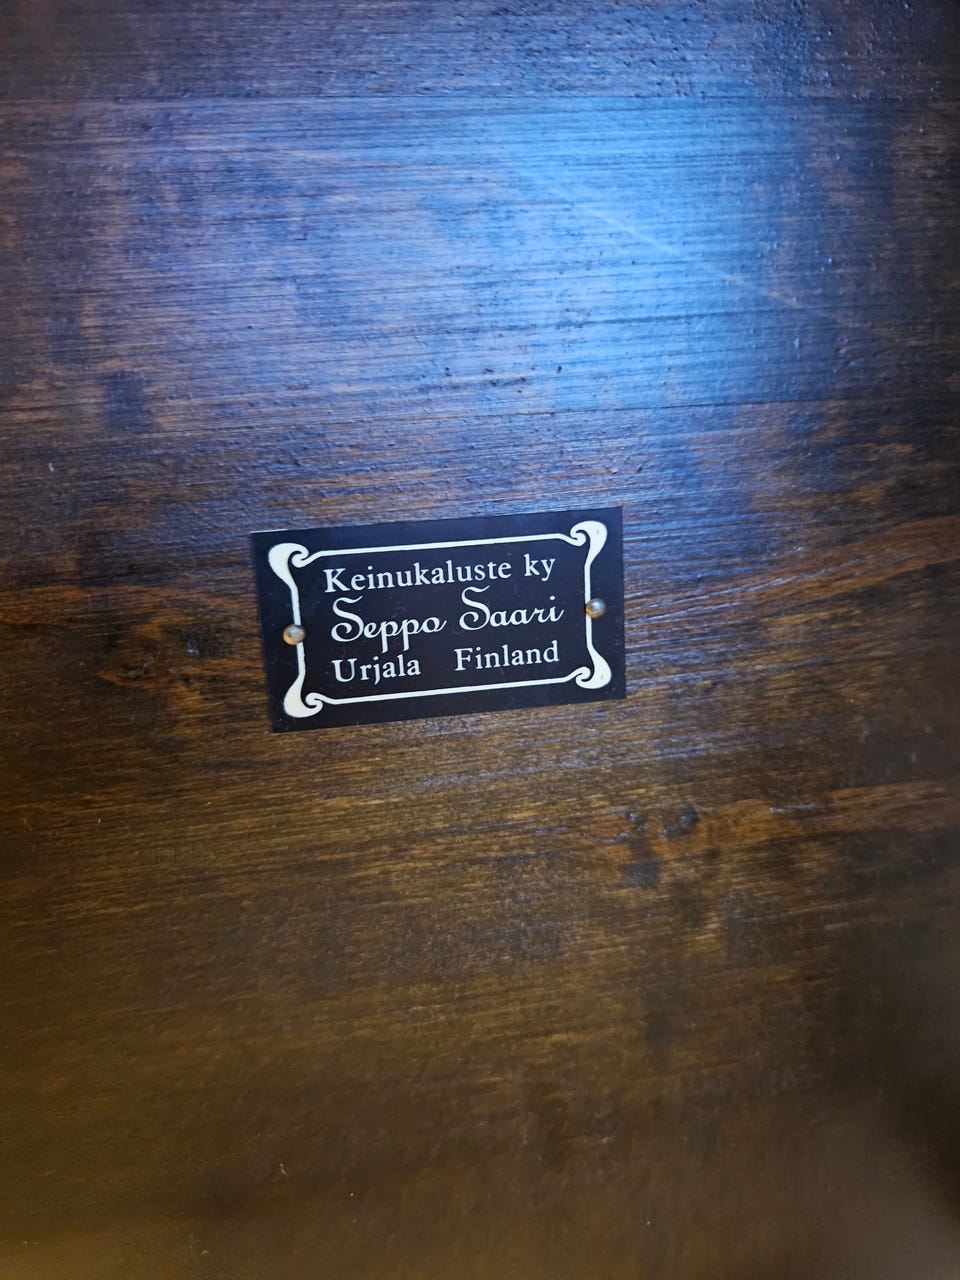 Keinukaluste ky
Seppo Saari
Urjala Finland